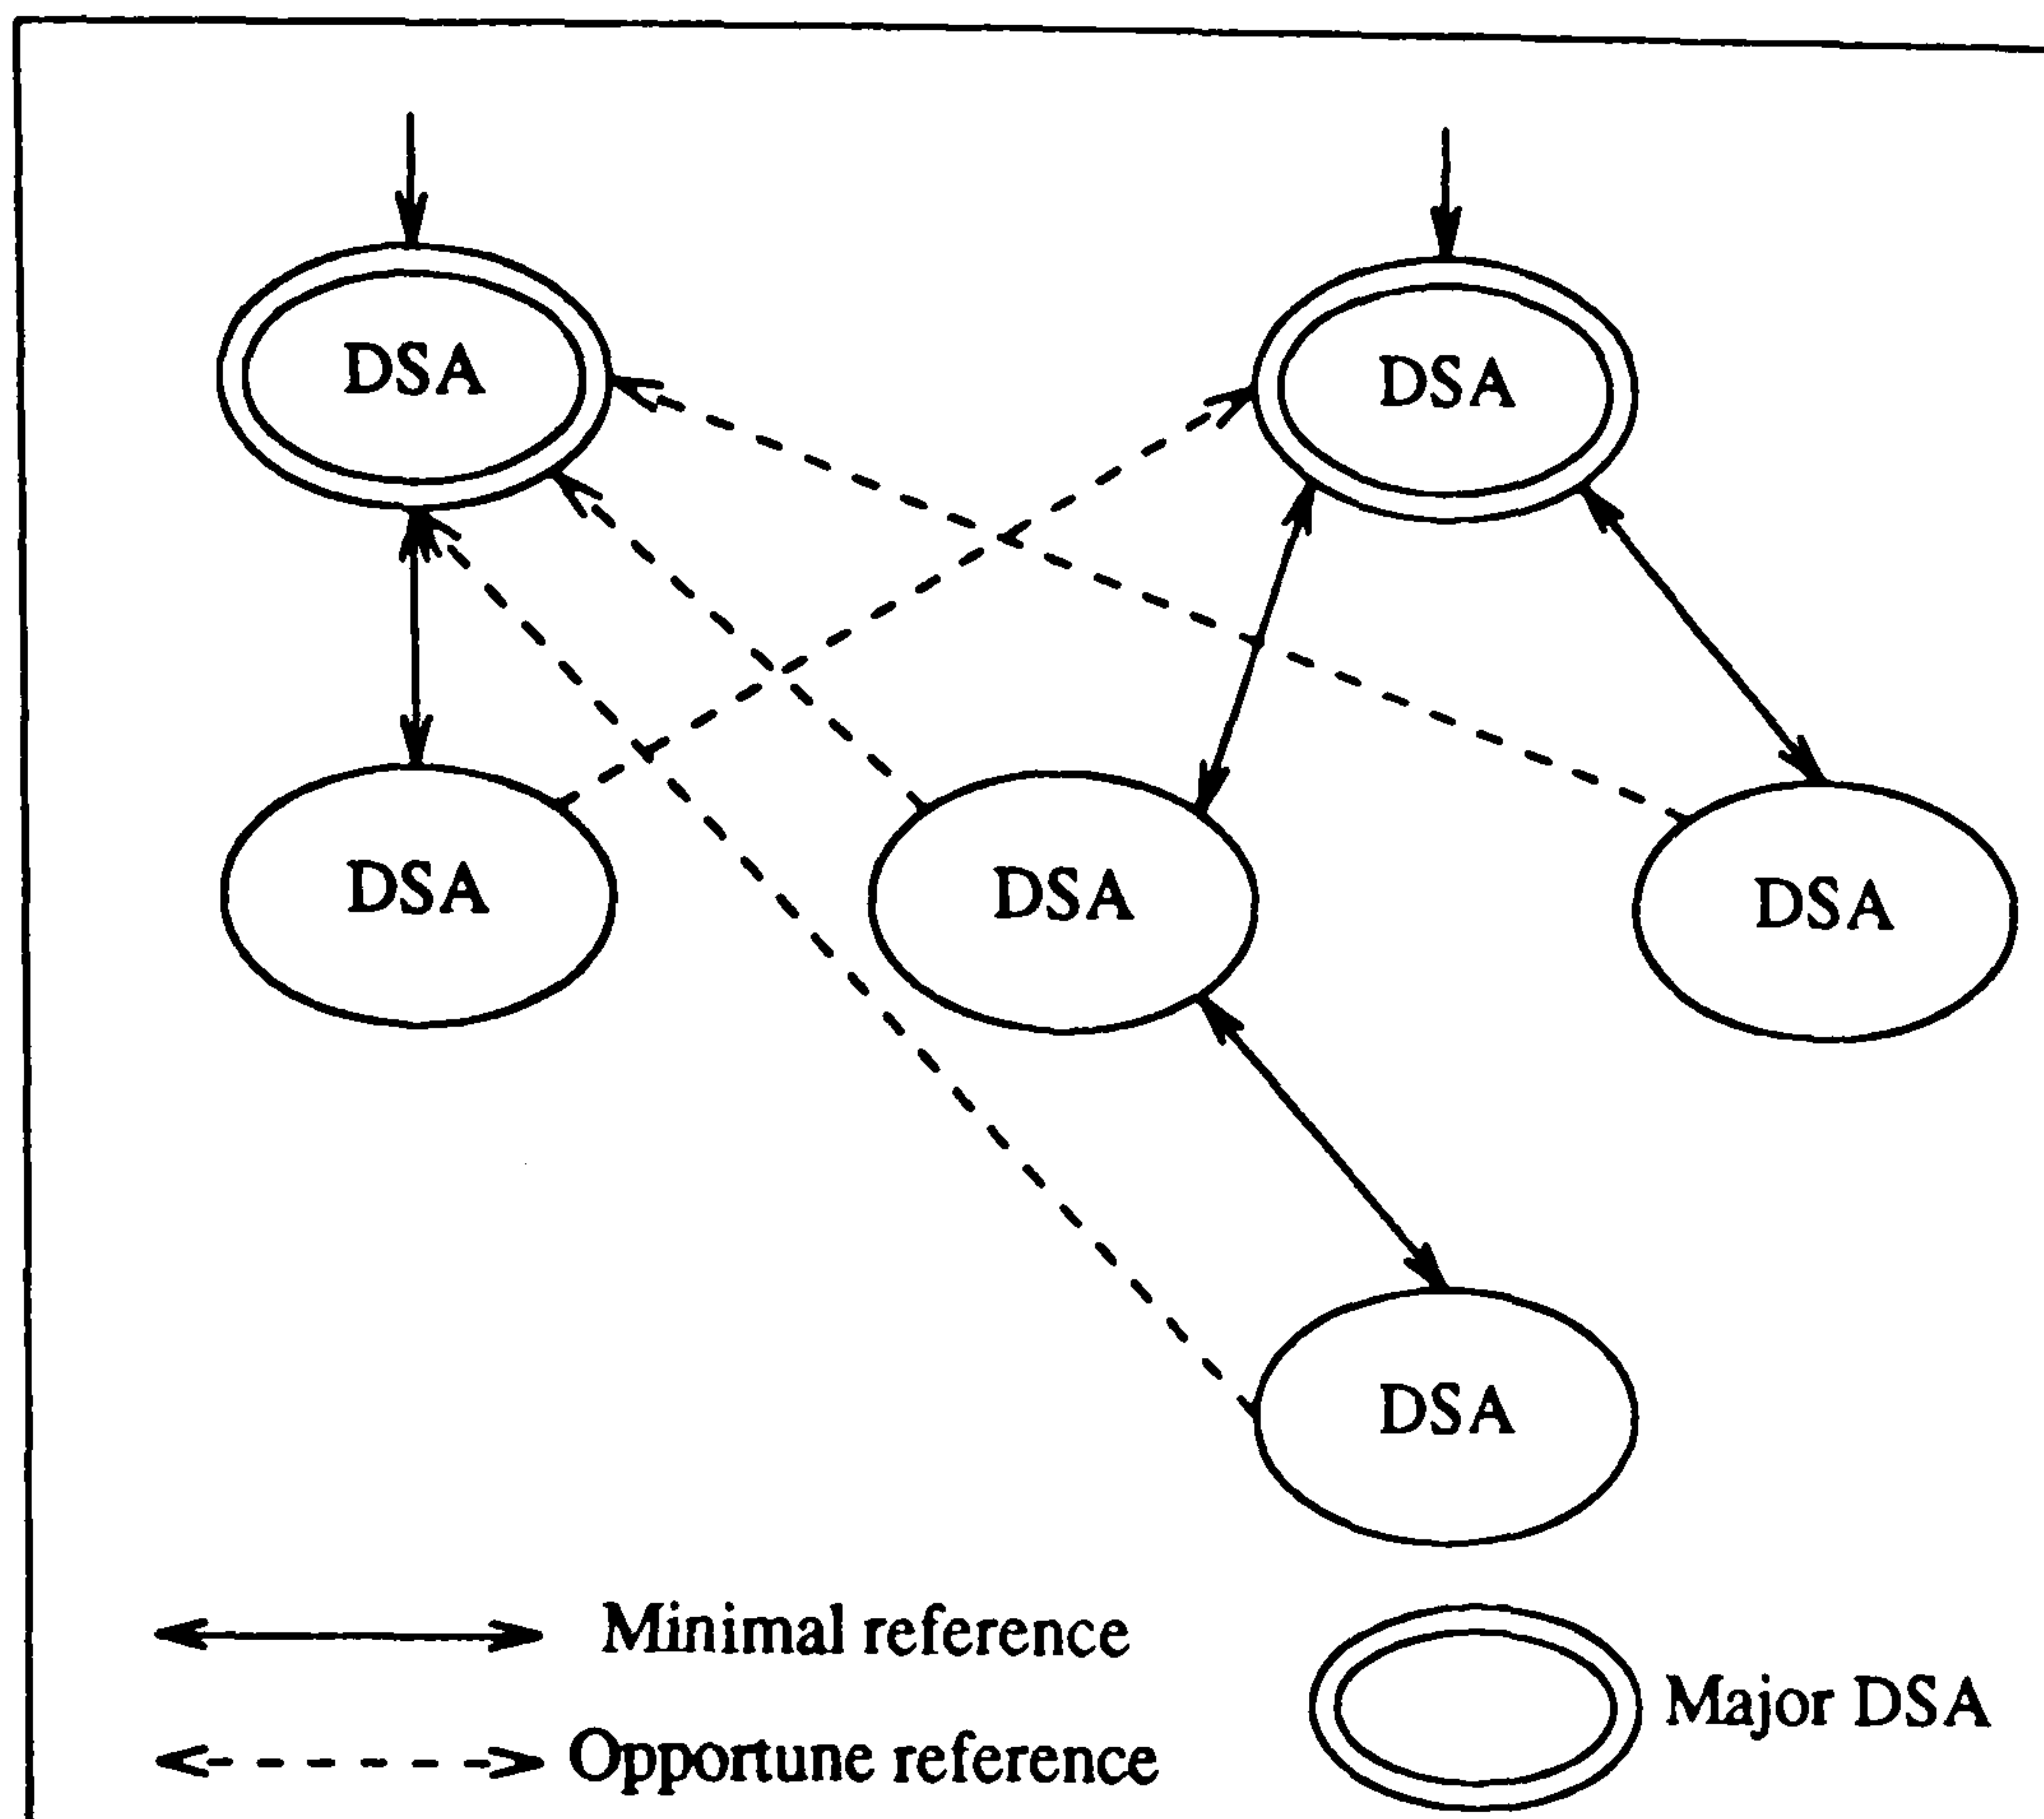 DSA
DSA
DSA
DSA
DSA
DSA
Minimal reference
Major DSA
Opportune reference